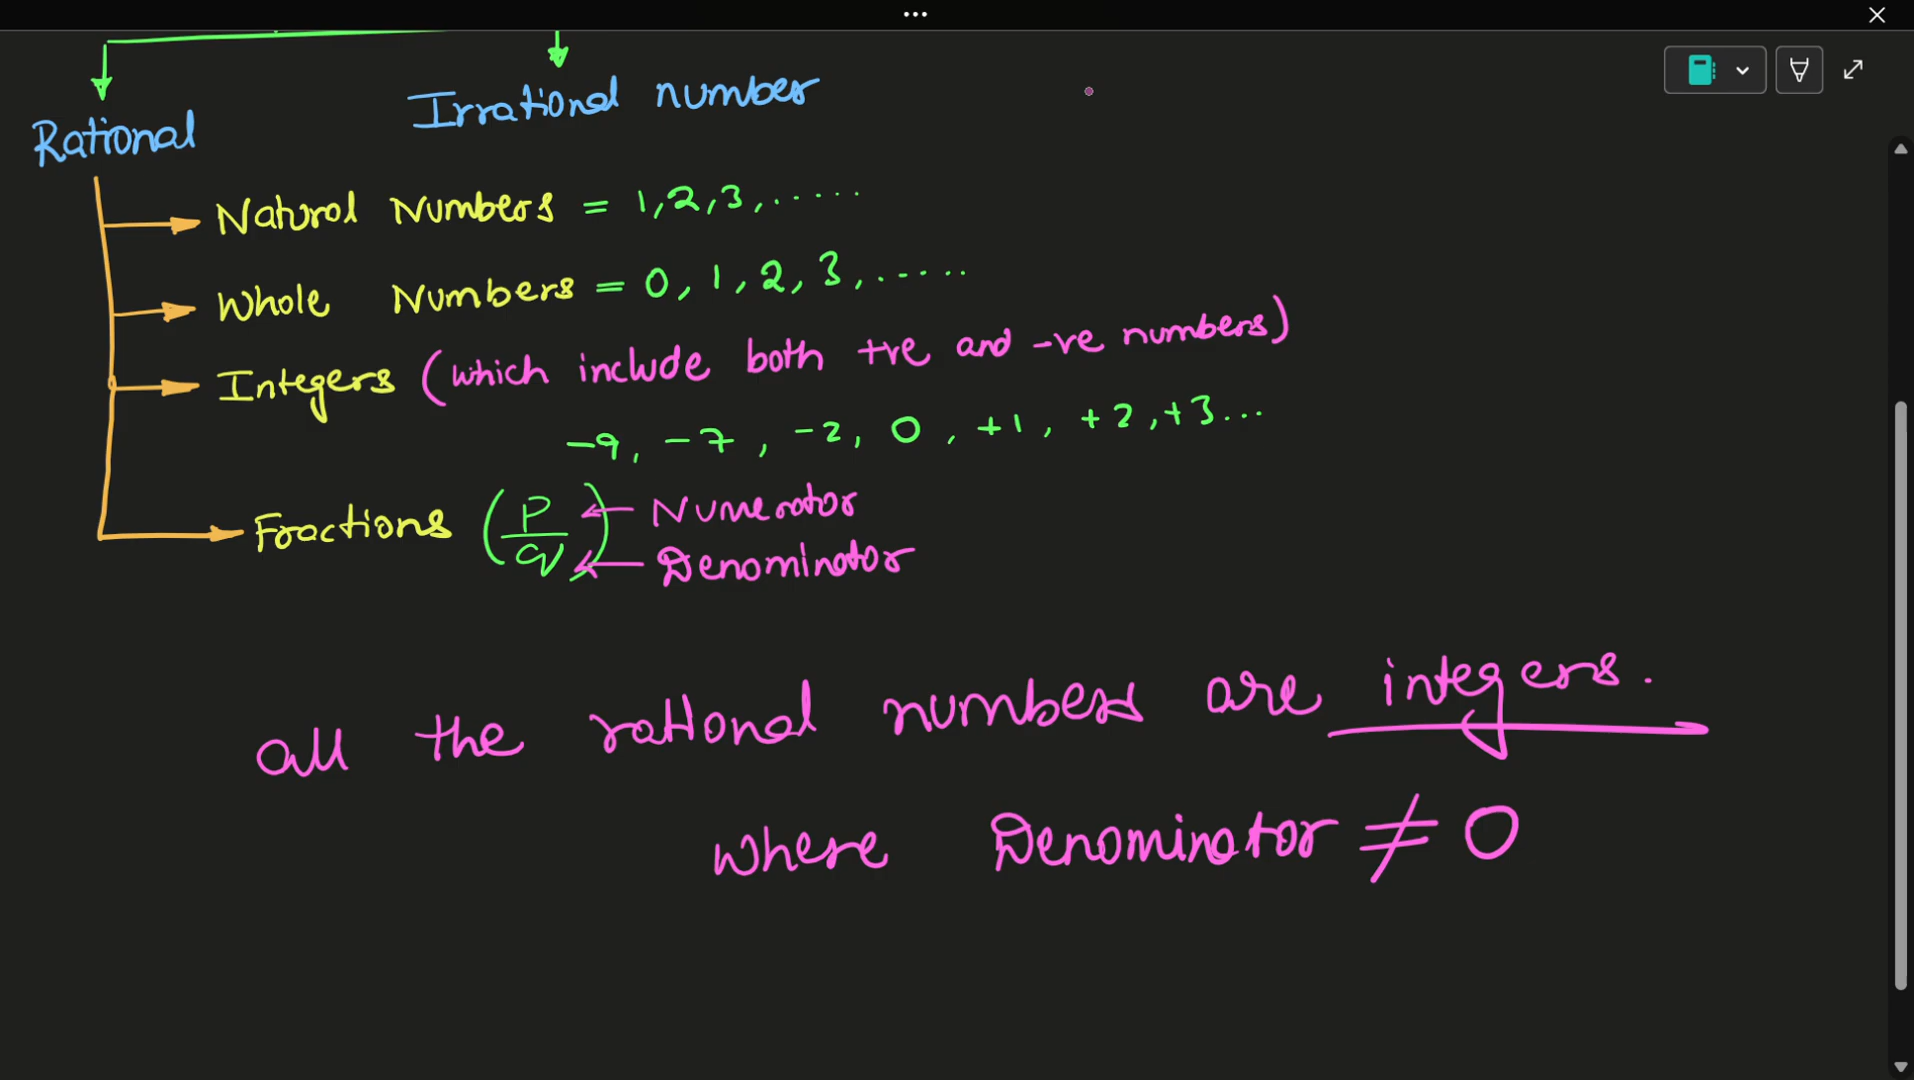 Rational
Irrational number
Natural Numbers = 1, 2, 3, .....
Whole Numbers = 0, 1, 2, 3, .....
Integers (which include both +ve and -ve numbers)
-9, -7, -2, 0, +1, +2, +3...
Fractions (P/q) ← Numerator
← Denominator
all the rational numbers are integers.
where Denominator ≠ 0